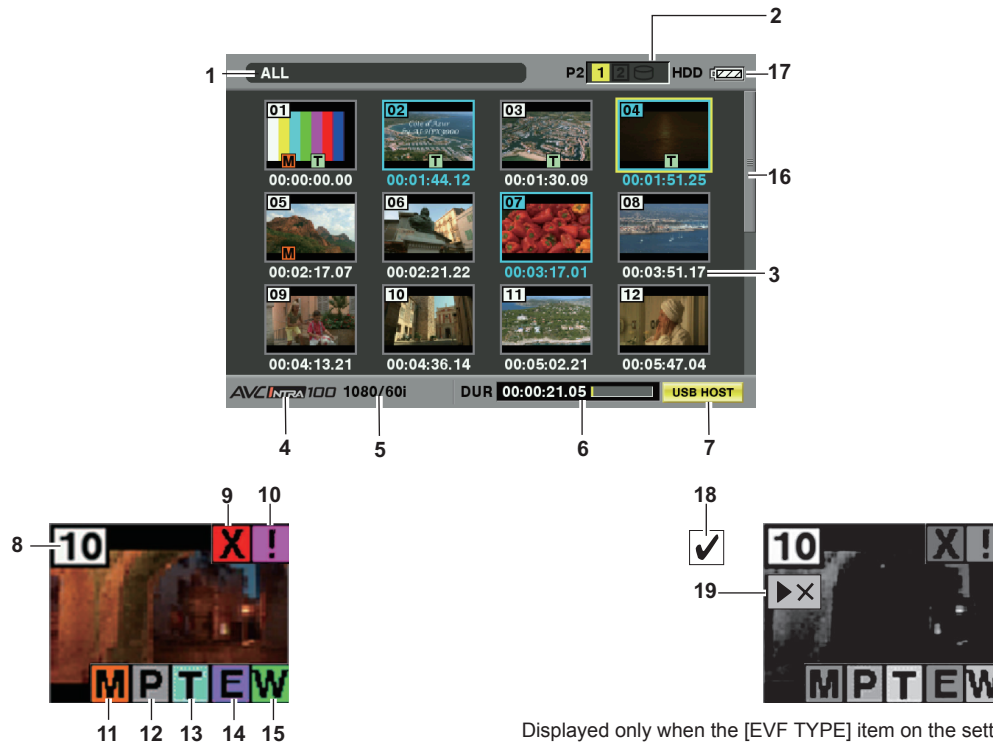 2
1
ALL
P2 1 2 HDD
17
01
02
03
04
Côte d'Azur
M T
T
T
T
00:00:00.00
00:01:44.12
00:01:30.09
00:01:51.25
16
05
06
07
08
M
00:02:17.07
00:02:21.22
00:03:17.01
00:03:51.17
3
09
10
11
12
00:04:13.21
00:04:36.14
00:05:02.21
00:05:47.04
AVC INTRA 100 1080/60i
DUR 00:00:21.05
USB HOST
4
5
6
7
9
10
18
8
10
X !
10
X !
19
M P T E W
M P T E W
11
12
13
14
15
Displayed only when the [EVF TYPE] item on the sett